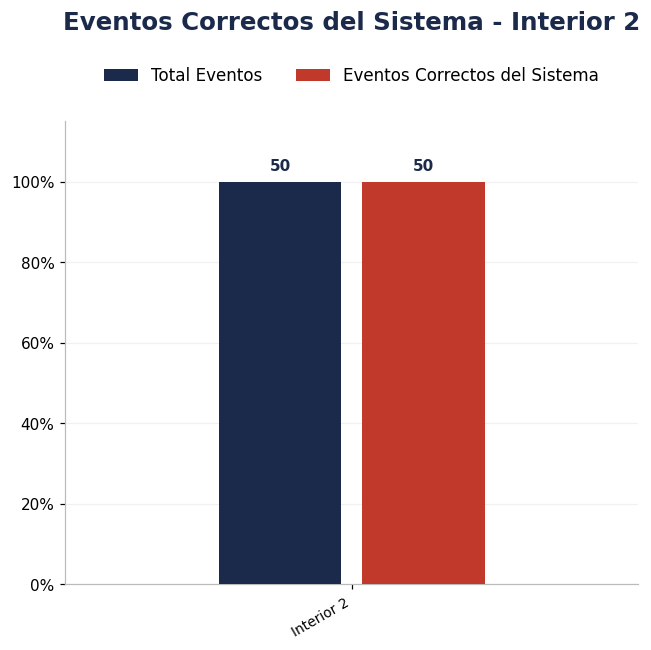 Eventos Correctos del Sistema - Interior 2
Total Eventos
Eventos Correctos del Sistema
50
50
100%
80%
60%
40%
20%
0%
Interior 2